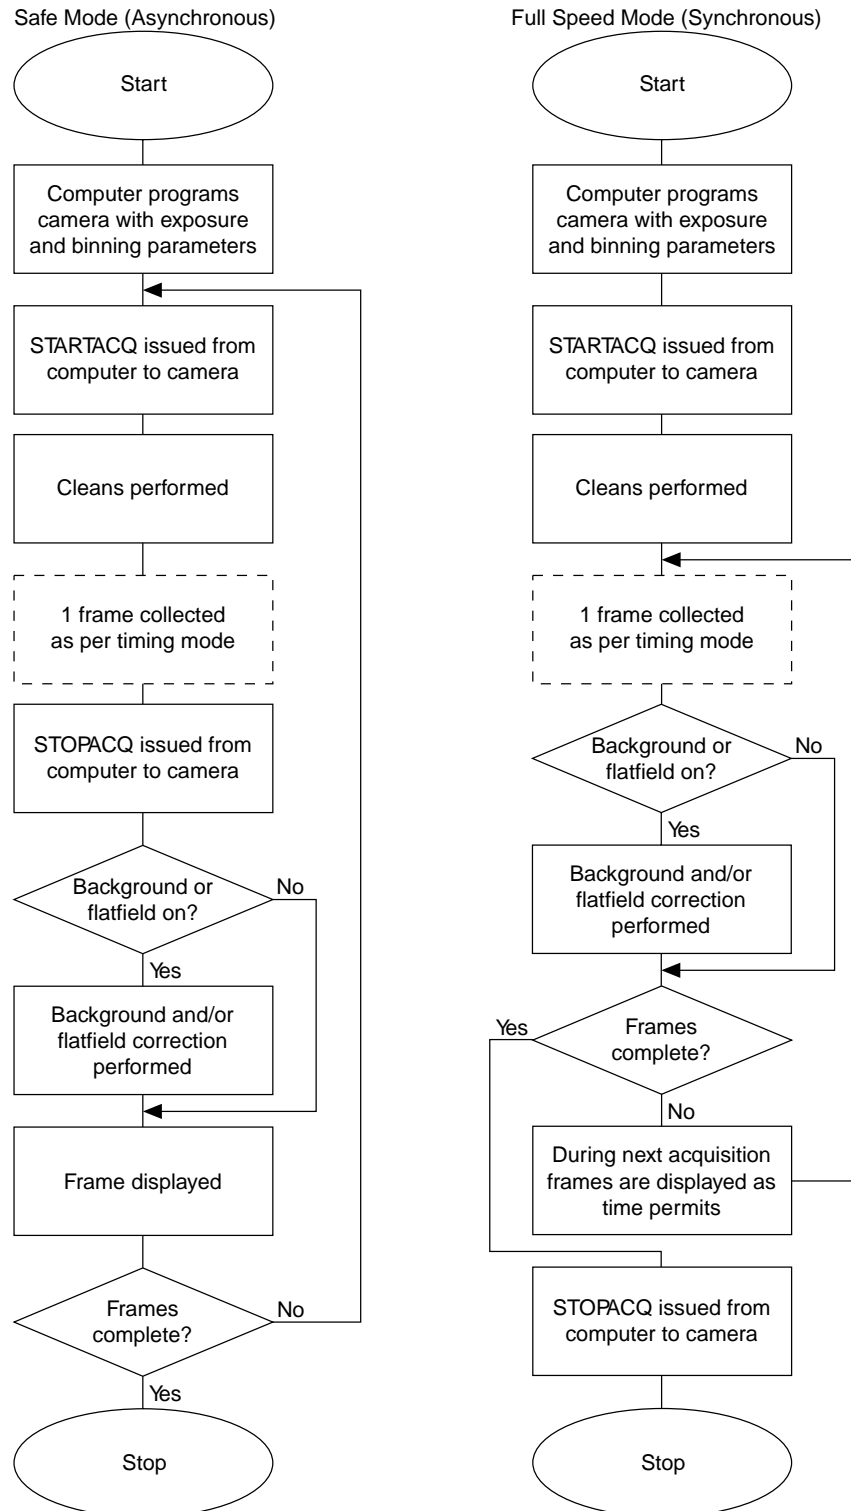 Safe Mode (Asynchronous)
Start
Computer programs
camera with exposure
and binning parameters
STARTACQ issued from
computer to camera
Cleans performed
1 frame collected
as per timing mode
STOPACQ issued from
computer to camera
Background or
flatfield on?
No
Yes
Background and/or
flatfield correction
performed
Frame displayed
Frames
complete?
No
Yes
Stop
Full Speed Mode (Synchronous)
Start
Computer programs
camera with exposure
and binning parameters
STARTACQ issued from
computer to camera
Cleans performed
1 frame collected
as per timing mode
Background or
flatfield on?
No
Yes
Background and/or
flatfield correction
performed
Yes
Frames
complete?
No
During next acquisition
frames are displayed as
time permits
STOPACQ issued from
computer to camera
Stop